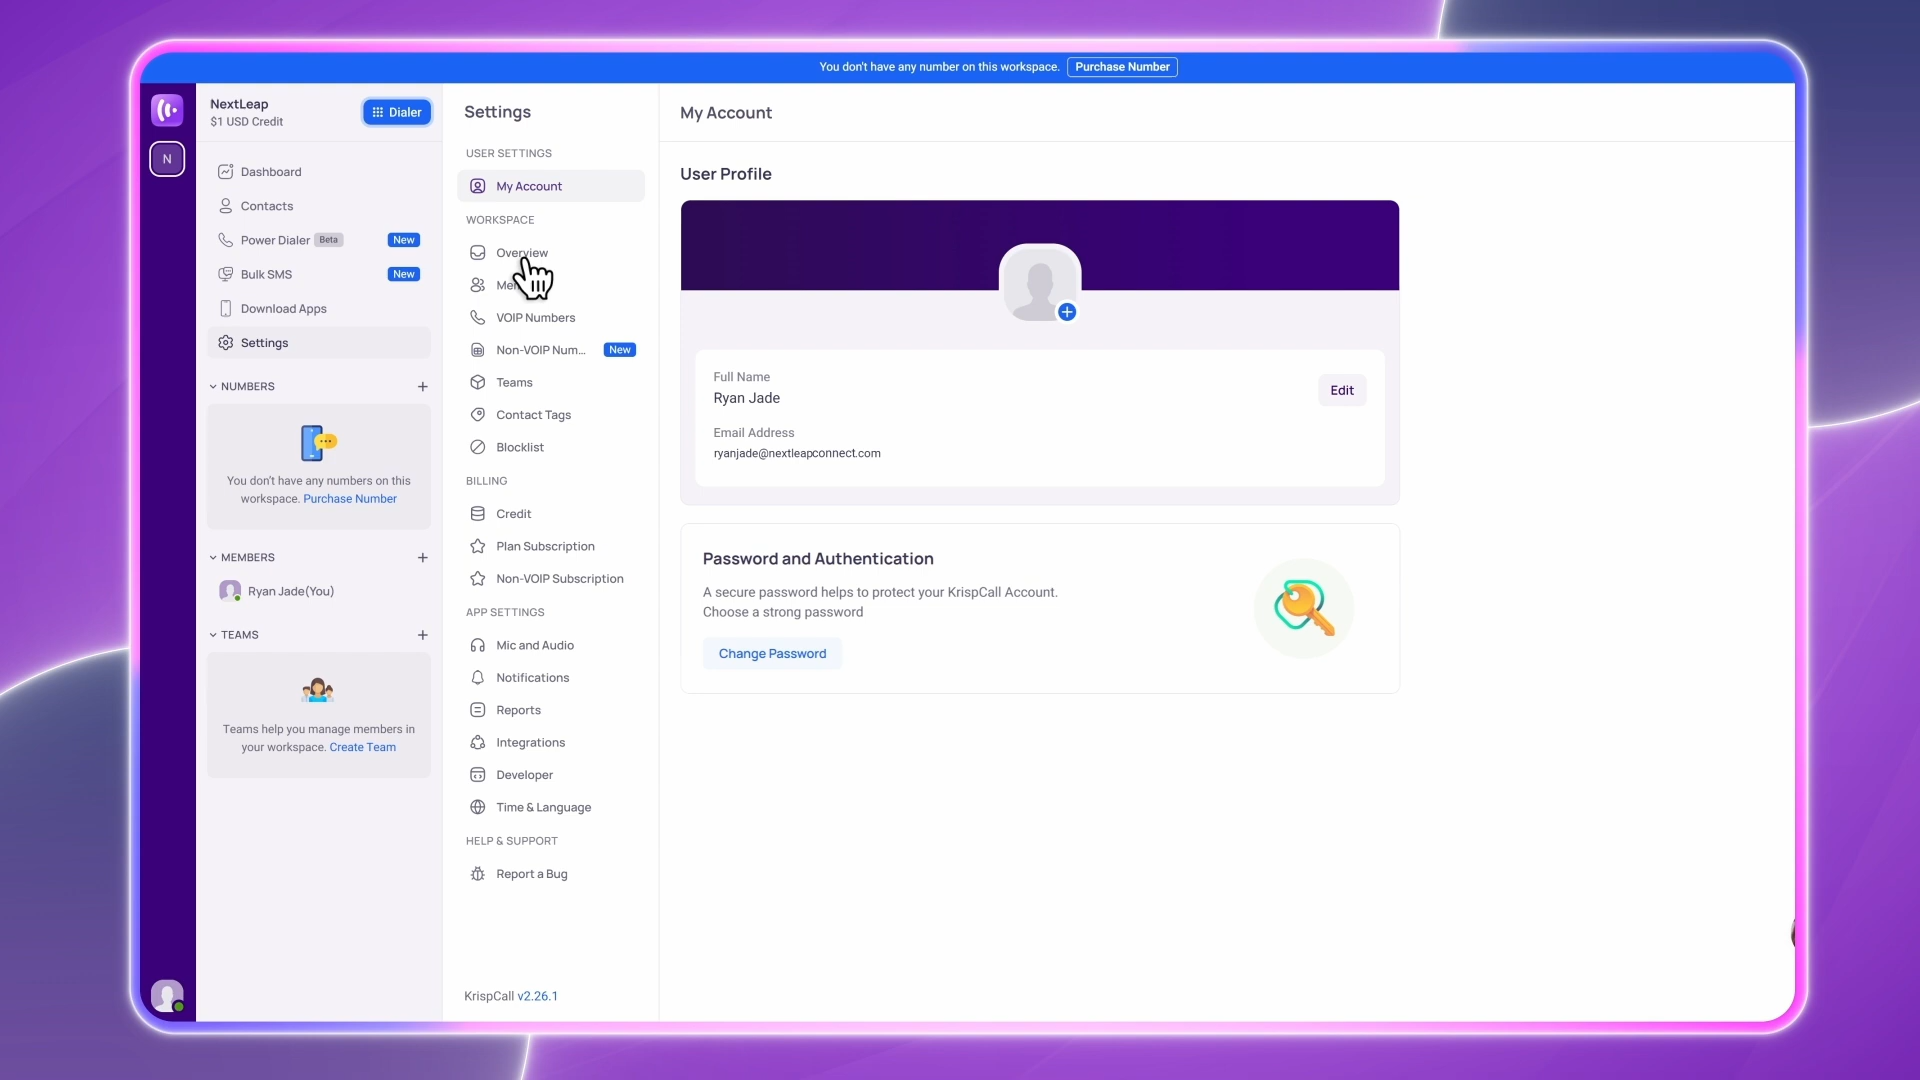 You don't have any number on this workspace. Purchase Number
NextLeap
$1 USD Credit
Dialer
N
Dashboard
Contacts
Power Dialer Beta New
Bulk SMS New
Download Apps
Settings
NUMBERS
You don't have any numbers on this
workspace. Purchase Number
MEMBERS
Ryan Jade(You)
TEAMS
Teams help you manage members in
your workspace. Create Team
Settings
USER SETTINGS
My Account
WORKSPACE
Overview
VOIP Numbers
Non-VOIP Num... New
Teams
Contact Tags
Blocklist
BILLING
Credit
Plan Subscription
Non-VOIP Subscription
APP SETTINGS
Mic and Audio
Notifications
Reports
Integrations
Developer
Time & Language
HELP & SUPPORT
Report a Bug
KrispCall v2.26.1
My Account
User Profile
Full Name
Ryan Jade
Edit
Email Address
ryanjade@nextleapconnect.com
Password and Authentication
A secure password helps to protect your KrispCall Account.
Choose a strong password
Change Password